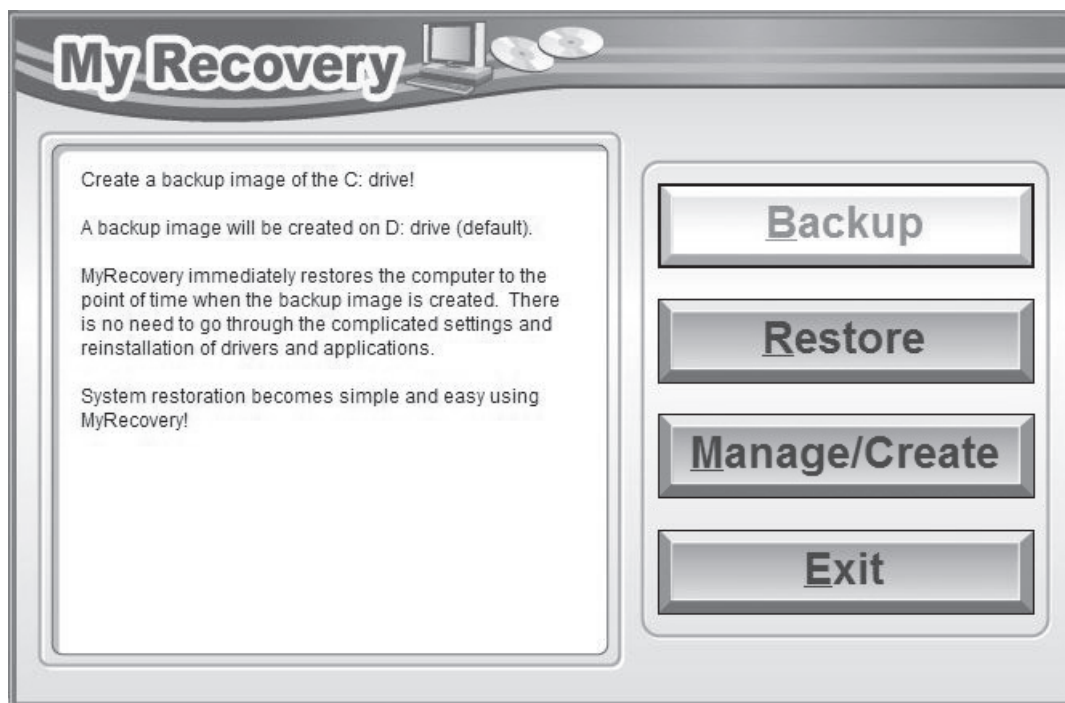 My Recovery
Create a backup image of the C: drive!
A backup image will be created on D: drive (default).
MyRecovery immediately restores the computer to the
point of time when the backup image is created. There
is no need to go through the complicated settings and
reinstallation of drivers and applications.
System restoration becomes simple and easy using
MyRecovery!
Backup
Restore
Manage/Create
Exit